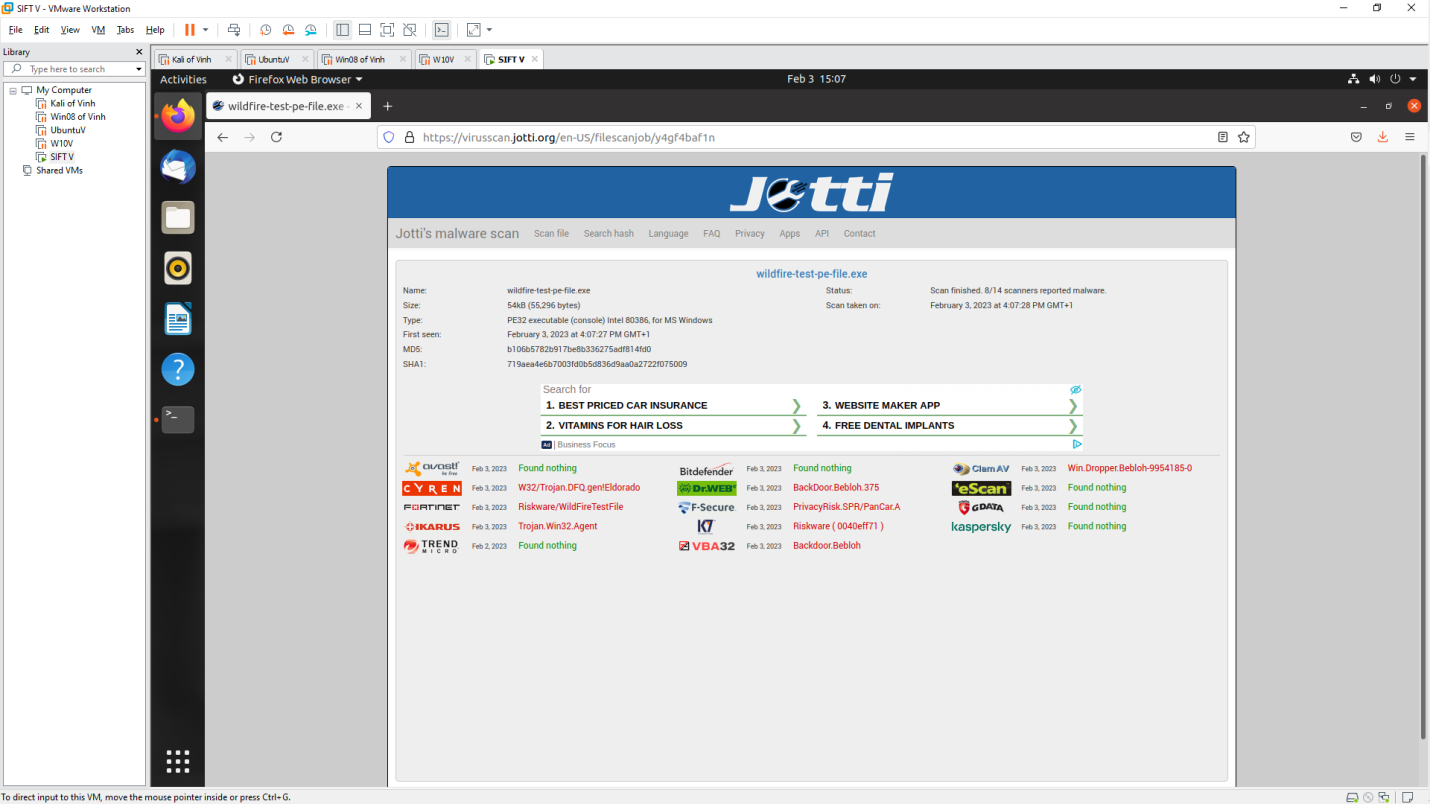 SIFT V - VMware Workstation
File Edit View VM Tabs Help
Library
Type here to search
My Computer
Kali of Vinh
Win08 of Vinh
UbuntuV
W10V
SIFT V
Shared VMs
Kali of Vinh UbuntuV Win08 of Vinh W10V SIFT V
Activities Firefox Web Browser Feb 3 15:07
wildfire-test-pe-file.exe -
https://virusscan.jotti.org/en-US/filescanjob/y4gf4baf1n
Jotti
Jotti's malware scan Scan file Search hash Language FAQ Privacy Apps API Contact
wildfire-test-pe-file.exe
Name: wildfire-test-pe-file.exe Status: Scan finished. 8/14 scanners reported malware.
Size: 54kB (55,296 bytes) Scan taken on: February 3, 2023 at 4:07:28 PM GMT+1
Type: PE32 executable (console) Intel 80386, for MS Windows
First seen: February 3, 2023 at 4:07:27 PM GMT+1
MD5: b106b5782b917be8b336275adf814fd0
SHA1: 719aea4e6b7003fd0b5d836d9aa0a2722f075009
Search for
1. BEST PRICED CAR INSURANCE 3. WEBSITE MAKER APP
2. VITAMINS FOR HAIR LOSS 4. FREE DENTAL IMPLANTS
Ad | Business Focus
avast! be free Feb 3, 2023 Found nothing Bitdefender Feb 3, 2023 Found nothing ClamAV Feb 3, 2023 Win.Dropper.Bebloh-9954185-0
CYREN Feb 3, 2023 W32/Trojan.DFQ.gen!Eldorado Dr.WEB Feb 3, 2023 BackDoor.Bebloh.375 eScan Feb 3, 2023 Found nothing
FORTINET Feb 3, 2023 Riskware/WildFireTestFile F-Secure. Feb 3, 2023 PrivacyRisk.SPR/PanCar.A G DATA Feb 3, 2023 Found nothing
IKARUS Feb 3, 2023 Trojan.Win32.Agent K7 Feb 3, 2023 Riskware ( 0040eff71 ) kaspersky Feb 3, 2023 Found nothing
TREND MICRO Feb 2, 2023 Found nothing VBA32 Feb 3, 2023 Backdoor.Bebloh
To direct input to this VM, move the mouse pointer inside or press Ctrl+G.